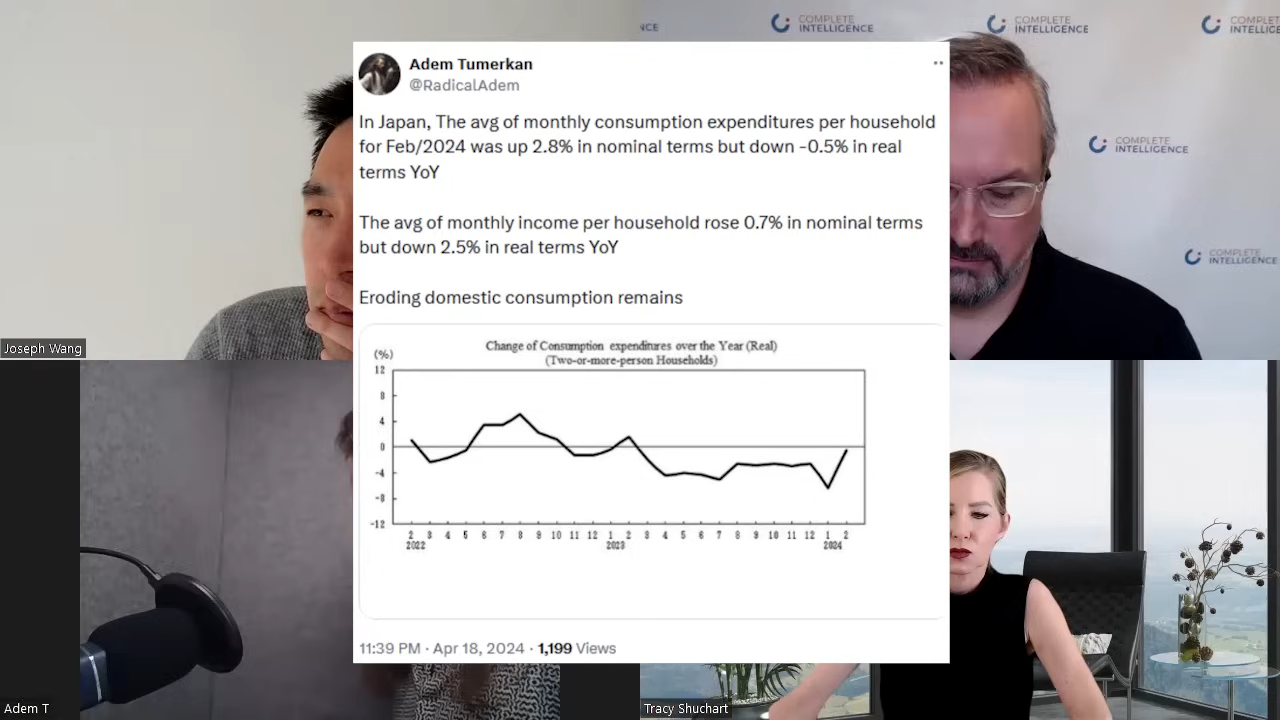 NCE
COMPLETE
INTELLIGENCE
COMPLETE
INTELLIGENCE
COMPLETE
INTELLIGE
Adem Tumerkan
@RadicalAdem
In Japan, The avg of monthly consumption expenditures per household
for Feb/2024 was up 2.8% in nominal terms but down -0.5% in real
terms YoY
The avg of monthly income per household rose 0.7% in nominal terms
but down 2.5% in real terms YoY
Eroding domestic consumption remains
Change of Consumption expenditures over the Year (Real)
(Two-or-more-person Households)
(%)
12
8
4
0
-4
-8
-12
2 3 4 5 6 7 8 9 10 11 12 1 2 3 4 5 6 7 8 9 10 11 12 1 2
2022 2023 2024
11:39 PM · Apr 18, 2024 · 1,199 Views
COMPLETE
INTELLIGENCE
COMPLETE
INTELLIGENCE
Joseph Wang
Adem T
Tracy Shuchart